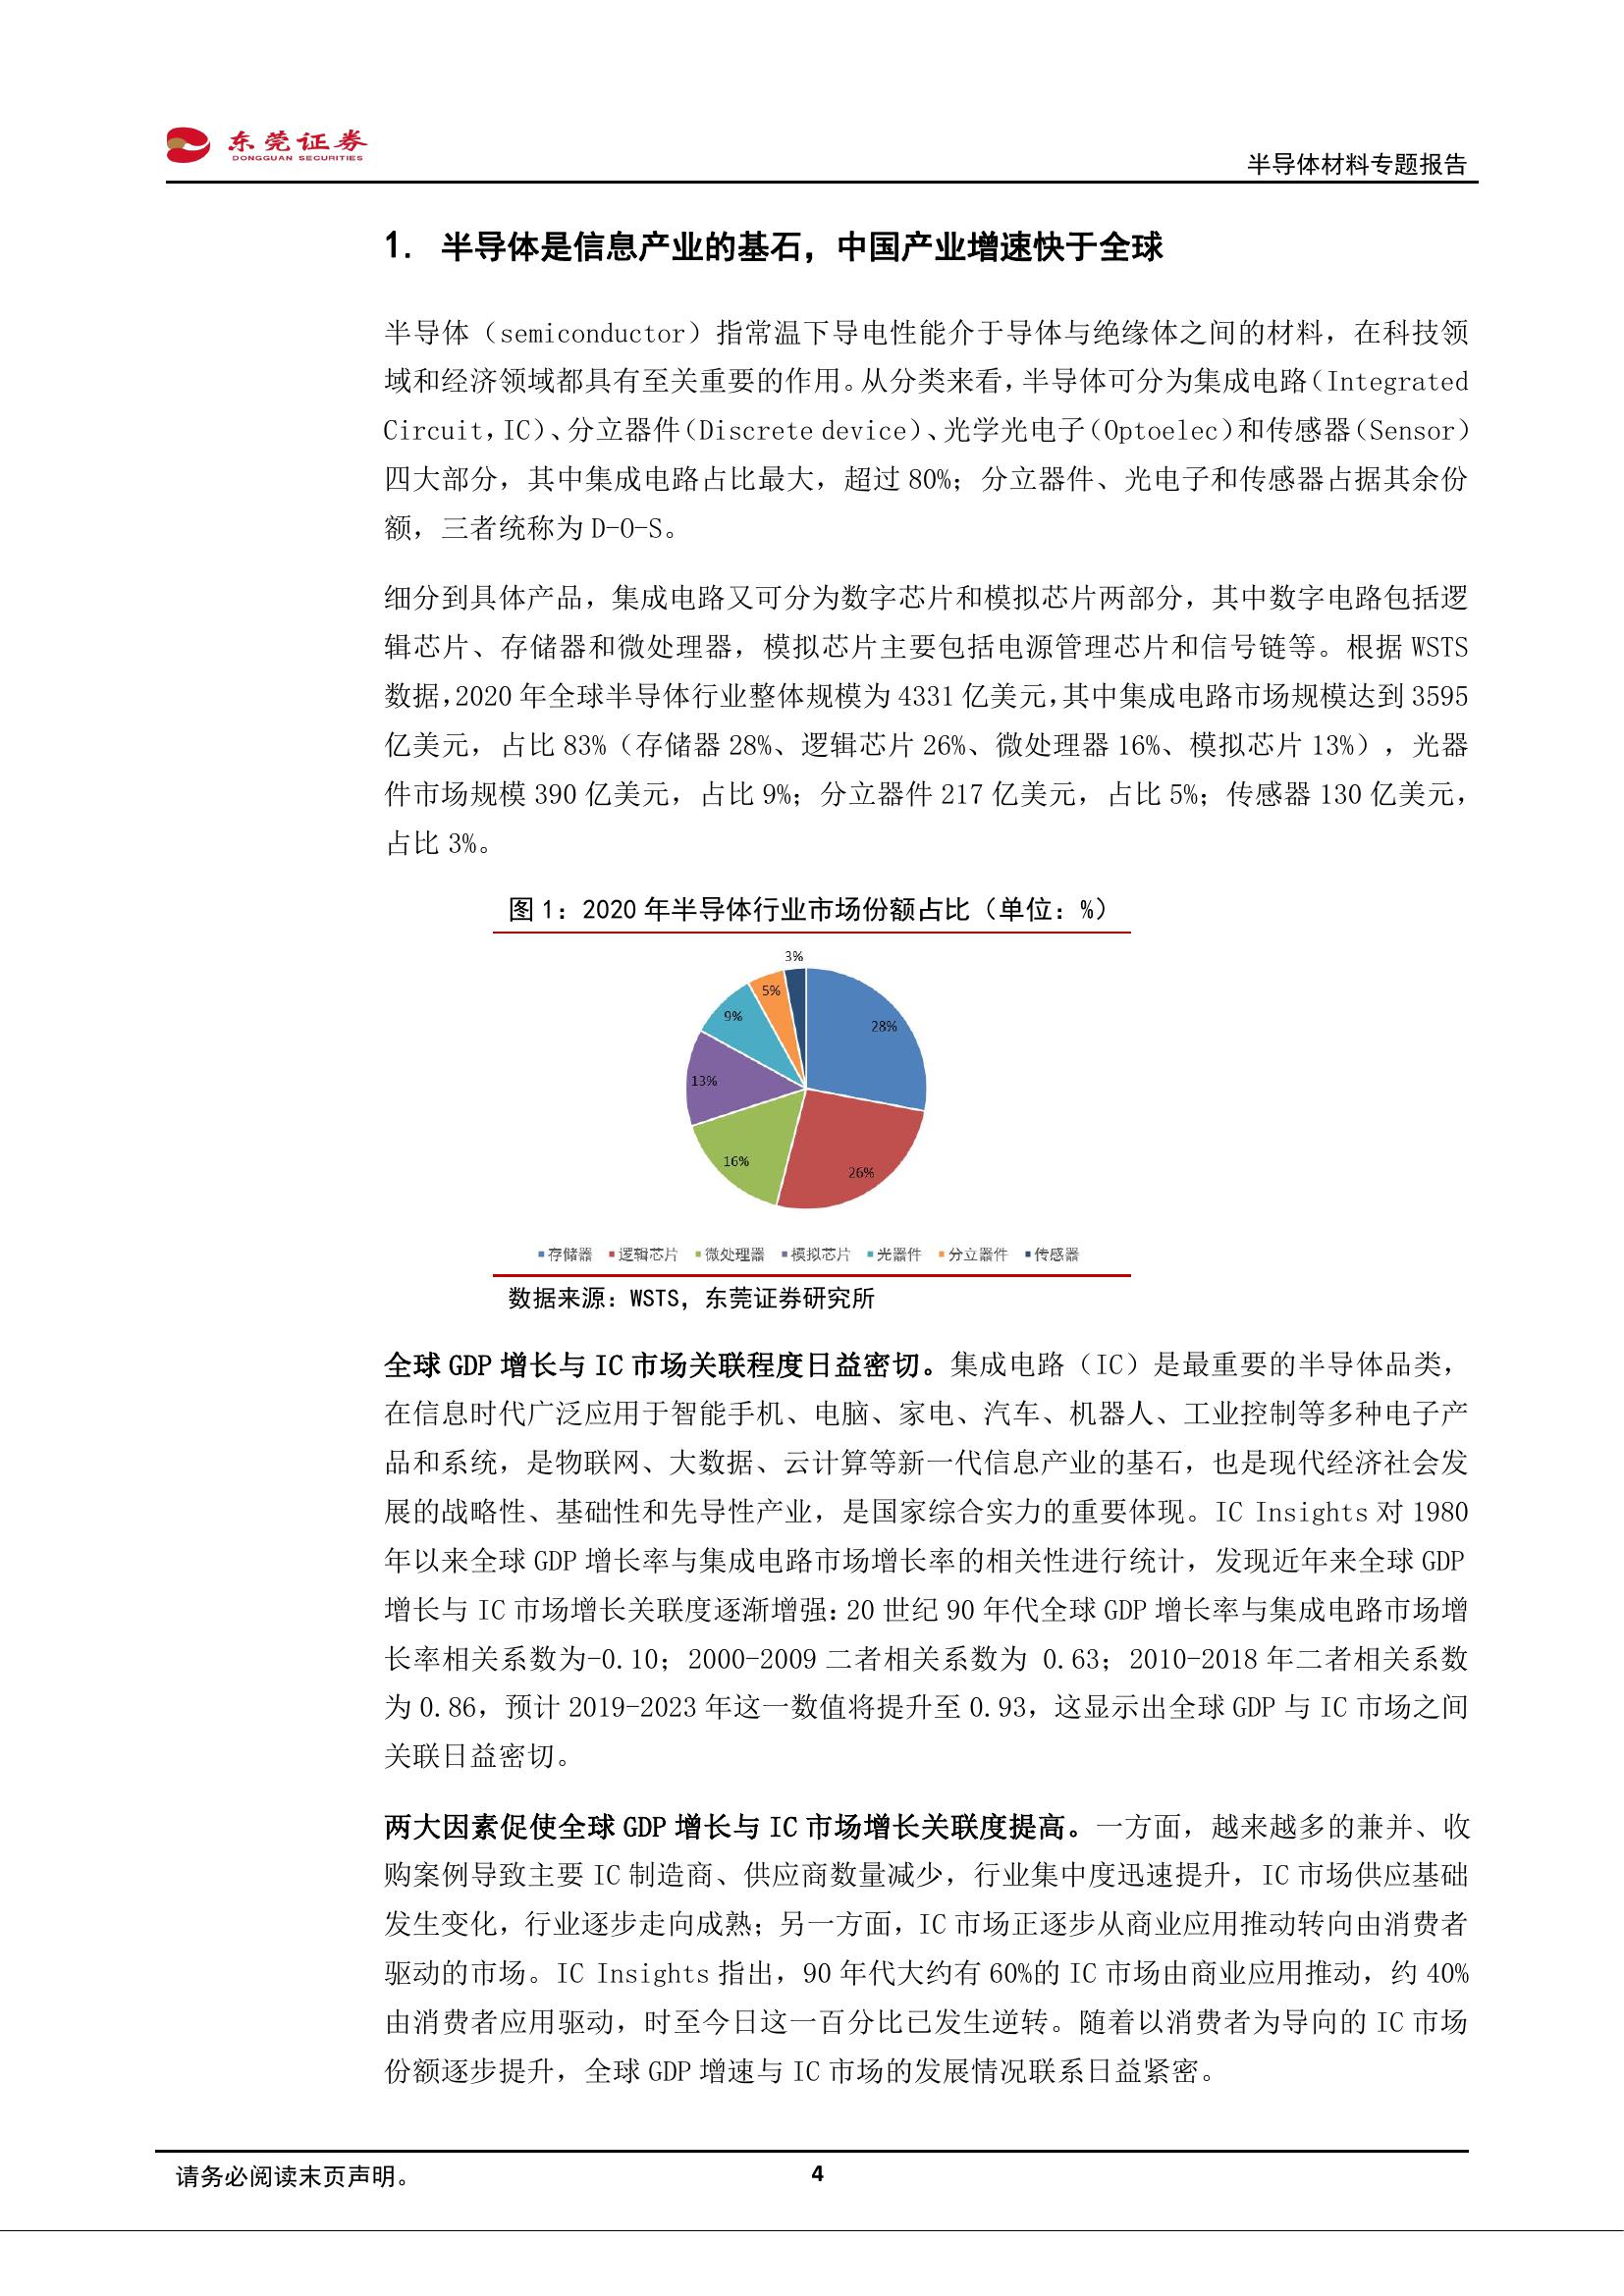 东莞证券
DONGGUAN SECURITIES
半导体材料专题报告
1. 半导体是信息产业的基石，中国产业增速快于全球
半导体（semiconductor）指常温下导电性能介于导体与绝缘体之间的材料，在科技领
域和经济领域都具有至关重要的作用。从分类来看，半导体可分为集成电路（Integrated
Circuit，IC）、分立器件（Discrete device）、光学光电子（Optoelec）和传感器（Sensor）
四大部分，其中集成电路占比最大，超过 80%；分立器件、光电子和传感器占据其余份
额，三者统称为 D-O-S。
细分到具体产品，集成电路又可分为数字芯片和模拟芯片两部分，其中数字电路包括逻
辑芯片、存储器和微处理器，模拟芯片主要包括电源管理芯片和信号链等。根据 WSTS
数据，2020 年全球半导体行业整体规模为 4331 亿美元，其中集成电路市场规模达到 3595
亿美元，占比 83%（存储器 28%、逻辑芯片 26%、微处理器 16%、模拟芯片 13%），光器
件市场规模 390 亿美元，占比 9%；分立器件 217 亿美元，占比 5%；传感器 130 亿美元，
占比 3%。
图 1：2020 年半导体行业市场份额占比（单位：%）
3%
5%
9%
28%
13%
16%
26%
存储器 逻辑芯片 微处理器 模拟芯片 光器件 分立器件 传感器
数据来源：WSTS，东莞证券研究所
全球 GDP 增长与 IC 市场关联程度日益密切。集成电路（IC）是最重要的半导体品类，
在信息时代广泛应用于智能手机、电脑、家电、汽车、机器人、工业控制等多种电子产
品和系统，是物联网、大数据、云计算等新一代信息产业的基石，也是现代经济社会发
展的战略性、基础性和先导性产业，是国家综合实力的重要体现。IC Insights 对 1980
年以来全球 GDP 增长率与集成电路市场增长率的相关性进行统计，发现近年来全球 GDP
增长与 IC 市场增长关联度逐渐增强：20 世纪 90 年代全球 GDP 增长率与集成电路市场增
长率相关系数为-0.10；2000-2009 二者相关系数为 0.63；2010-2018 年二者相关系数
为 0.86，预计 2019-2023 年这一数值将提升至 0.93，这显示出全球 GDP 与 IC 市场之间
关联日益密切。
两大因素促使全球 GDP 增长与 IC 市场增长关联度提高。一方面，越来越多的兼并、收
购案例导致主要 IC 制造商、供应商数量减少，行业集中度迅速提升，IC 市场供应基础
发生变化，行业逐步走向成熟；另一方面，IC 市场正逐步从商业应用推动转向由消费者
驱动的市场。IC Insights 指出，90 年代大约有 60%的 IC 市场由商业应用推动，约 40%
由消费者应用驱动，时至今日这一百分比已发生逆转。随着以消费者为导向的 IC 市场
份额逐步提升，全球 GDP 增速与 IC 市场的发展情况联系日益紧密。
请务必阅读末页声明。
4